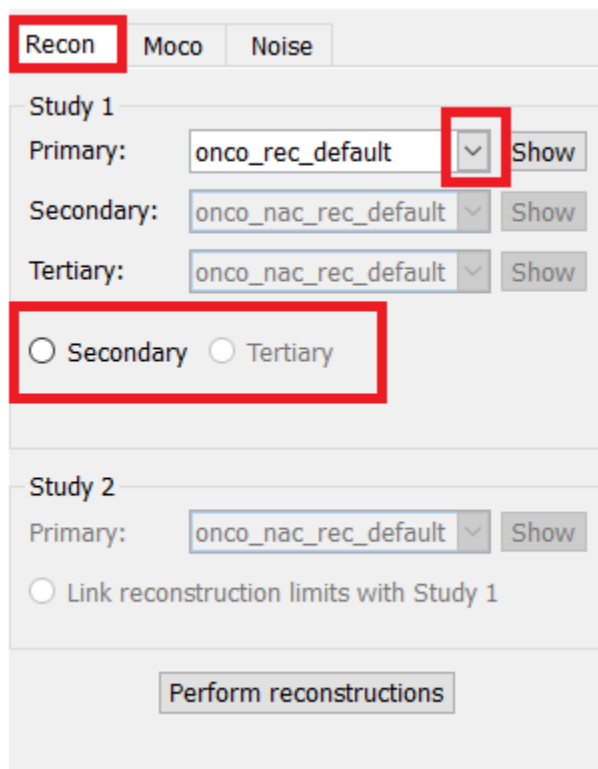 Recon Moco Noise
Study 1
Primary: onco_rec_default Show
Secondary: onco_nac_rec_default Show
Tertiary: onco_nac_rec_default Show
Secondary Tertiary
Study 2
Primary: onco_nac_rec_default Show
Link reconstruction limits with Study 1
Perform reconstructions